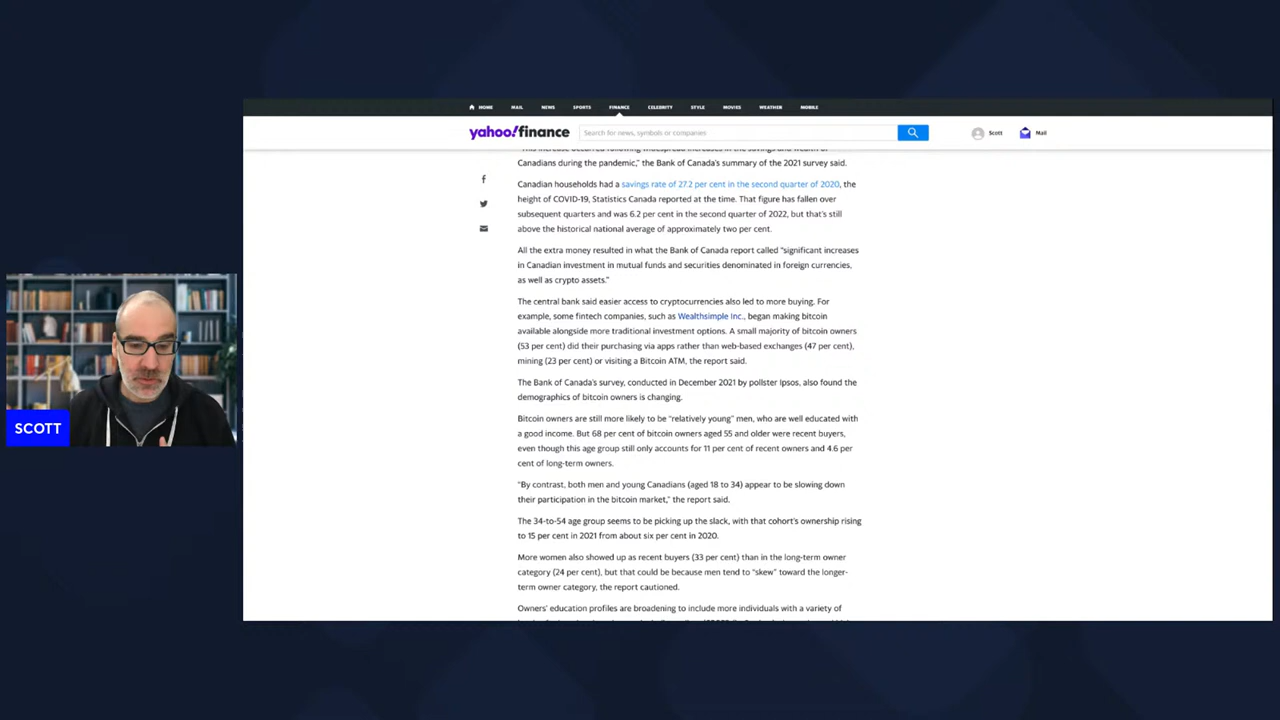 HOME MAIL NEWS SPORTS FINANCE CELEBRITY STYLE MOVIES WEATHER MOBILE
yahoo!finance Search for news, symbols or companies Scott Mail
Canadians during the pandemic,” the Bank of Canada’s summary of the 2021 survey said.
Canadian households had a savings rate of 27.2 per cent in the second quarter of 2020, the
height of COVID-19, Statistics Canada reported at the time. That figure has fallen over
subsequent quarters and was 6.2 per cent in the second quarter of 2022, but that’s still
above the historical national average of approximately two per cent.
All the extra money resulted in what the Bank of Canada report called “significant increases
in Canadian investment in mutual funds and securities denominated in foreign currencies,
as well as crypto assets.”
The central bank said easier access to cryptocurrencies also led to more buying. For
example, some fintech companies, such as Wealthsimple Inc., began making bitcoin
available alongside more traditional investment options. A small majority of bitcoin owners
(53 per cent) did their purchasing via apps rather than web-based exchanges (47 per cent),
mining (23 per cent) or visiting a Bitcoin ATM, the report said.
The Bank of Canada’s survey, conducted in December 2021 by pollster Ipsos, also found the
demographics of bitcoin owners is changing.
Bitcoin owners are still more likely to be “relatively young” men, who are well educated with
a good income. But 68 per cent of bitcoin owners aged 55 and older were recent buyers,
even though this age group still only accounts for 11 per cent of recent owners and 4.6 per
cent of long-term owners.
“By contrast, both men and young Canadians (aged 18 to 34) appear to be slowing down
their participation in the bitcoin market,” the report said.
The 34-to-54 age group seems to be picking up the slack, with that cohort’s ownership rising
to 15 per cent in 2021 from about six per cent in 2020.
More women also showed up as recent buyers (33 per cent) than in the long-term owner
category (24 per cent), but that could be because men tend to “skew” toward the longer-
term owner category, the report cautioned.
Owners’ education profiles are broadening to include more individuals with a variety of
SCOTT